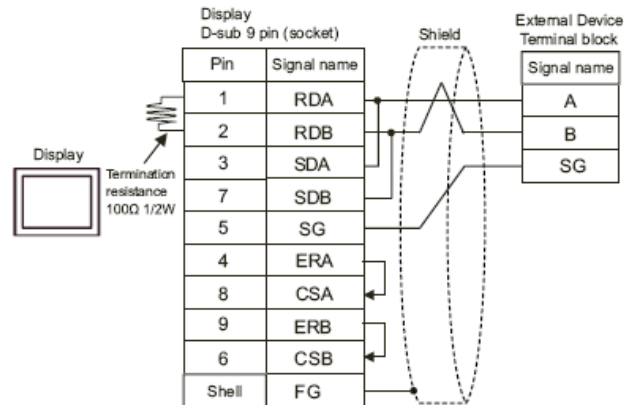 Display
D-sub 9 pin (socket)
Shield
External Device
Terminal block
Pin
Signal name
Signal name
1
RDA
A
2
RDB
B
3
SDA
SG
7
SDB
5
SG
4
ERA
8
CSA
9
ERB
6
CSB
Shell
FG
Display
Termination
resistance
100Ω 1/2W